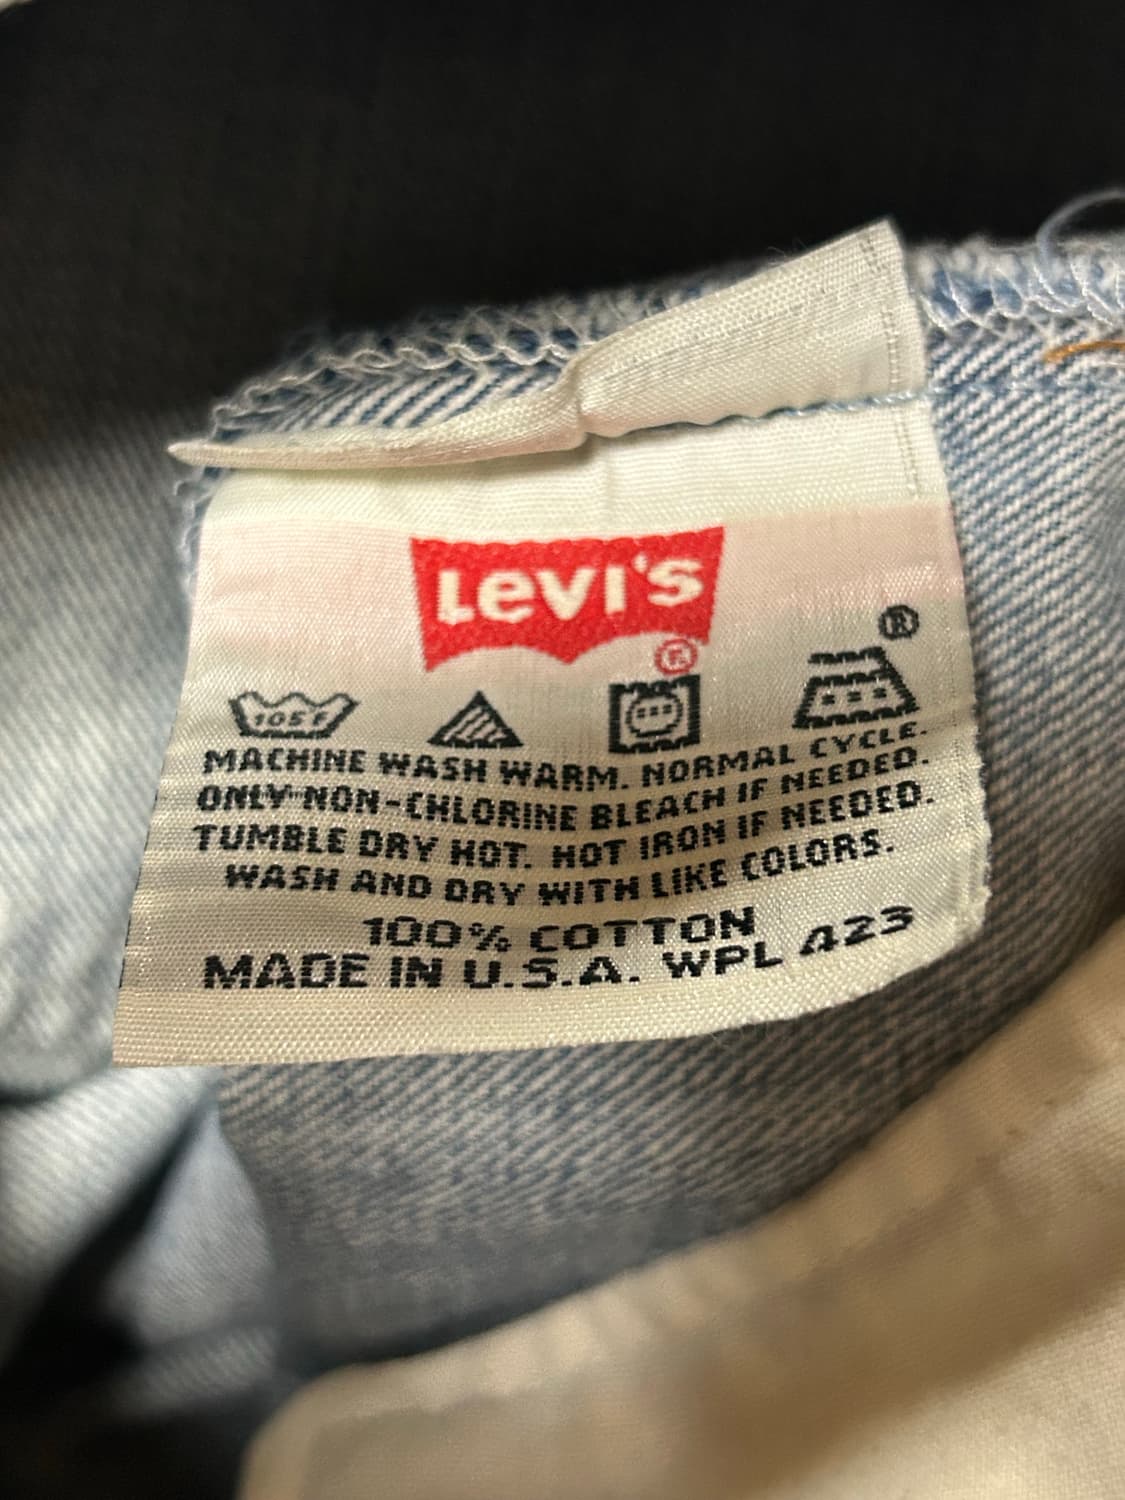 LEVI'S
®
®
105 F
MACHINE WASH WARM. NORMAL CYCLE.
ONLY NON-CHLORINE BLEACH IF NEEDED.
TUMBLE DRY HOT. HOT IRON IF NEEDED.
WASH AND DRY WITH LIKE COLORS.
100% COTTON
MADE IN U.S.A. WPL 423